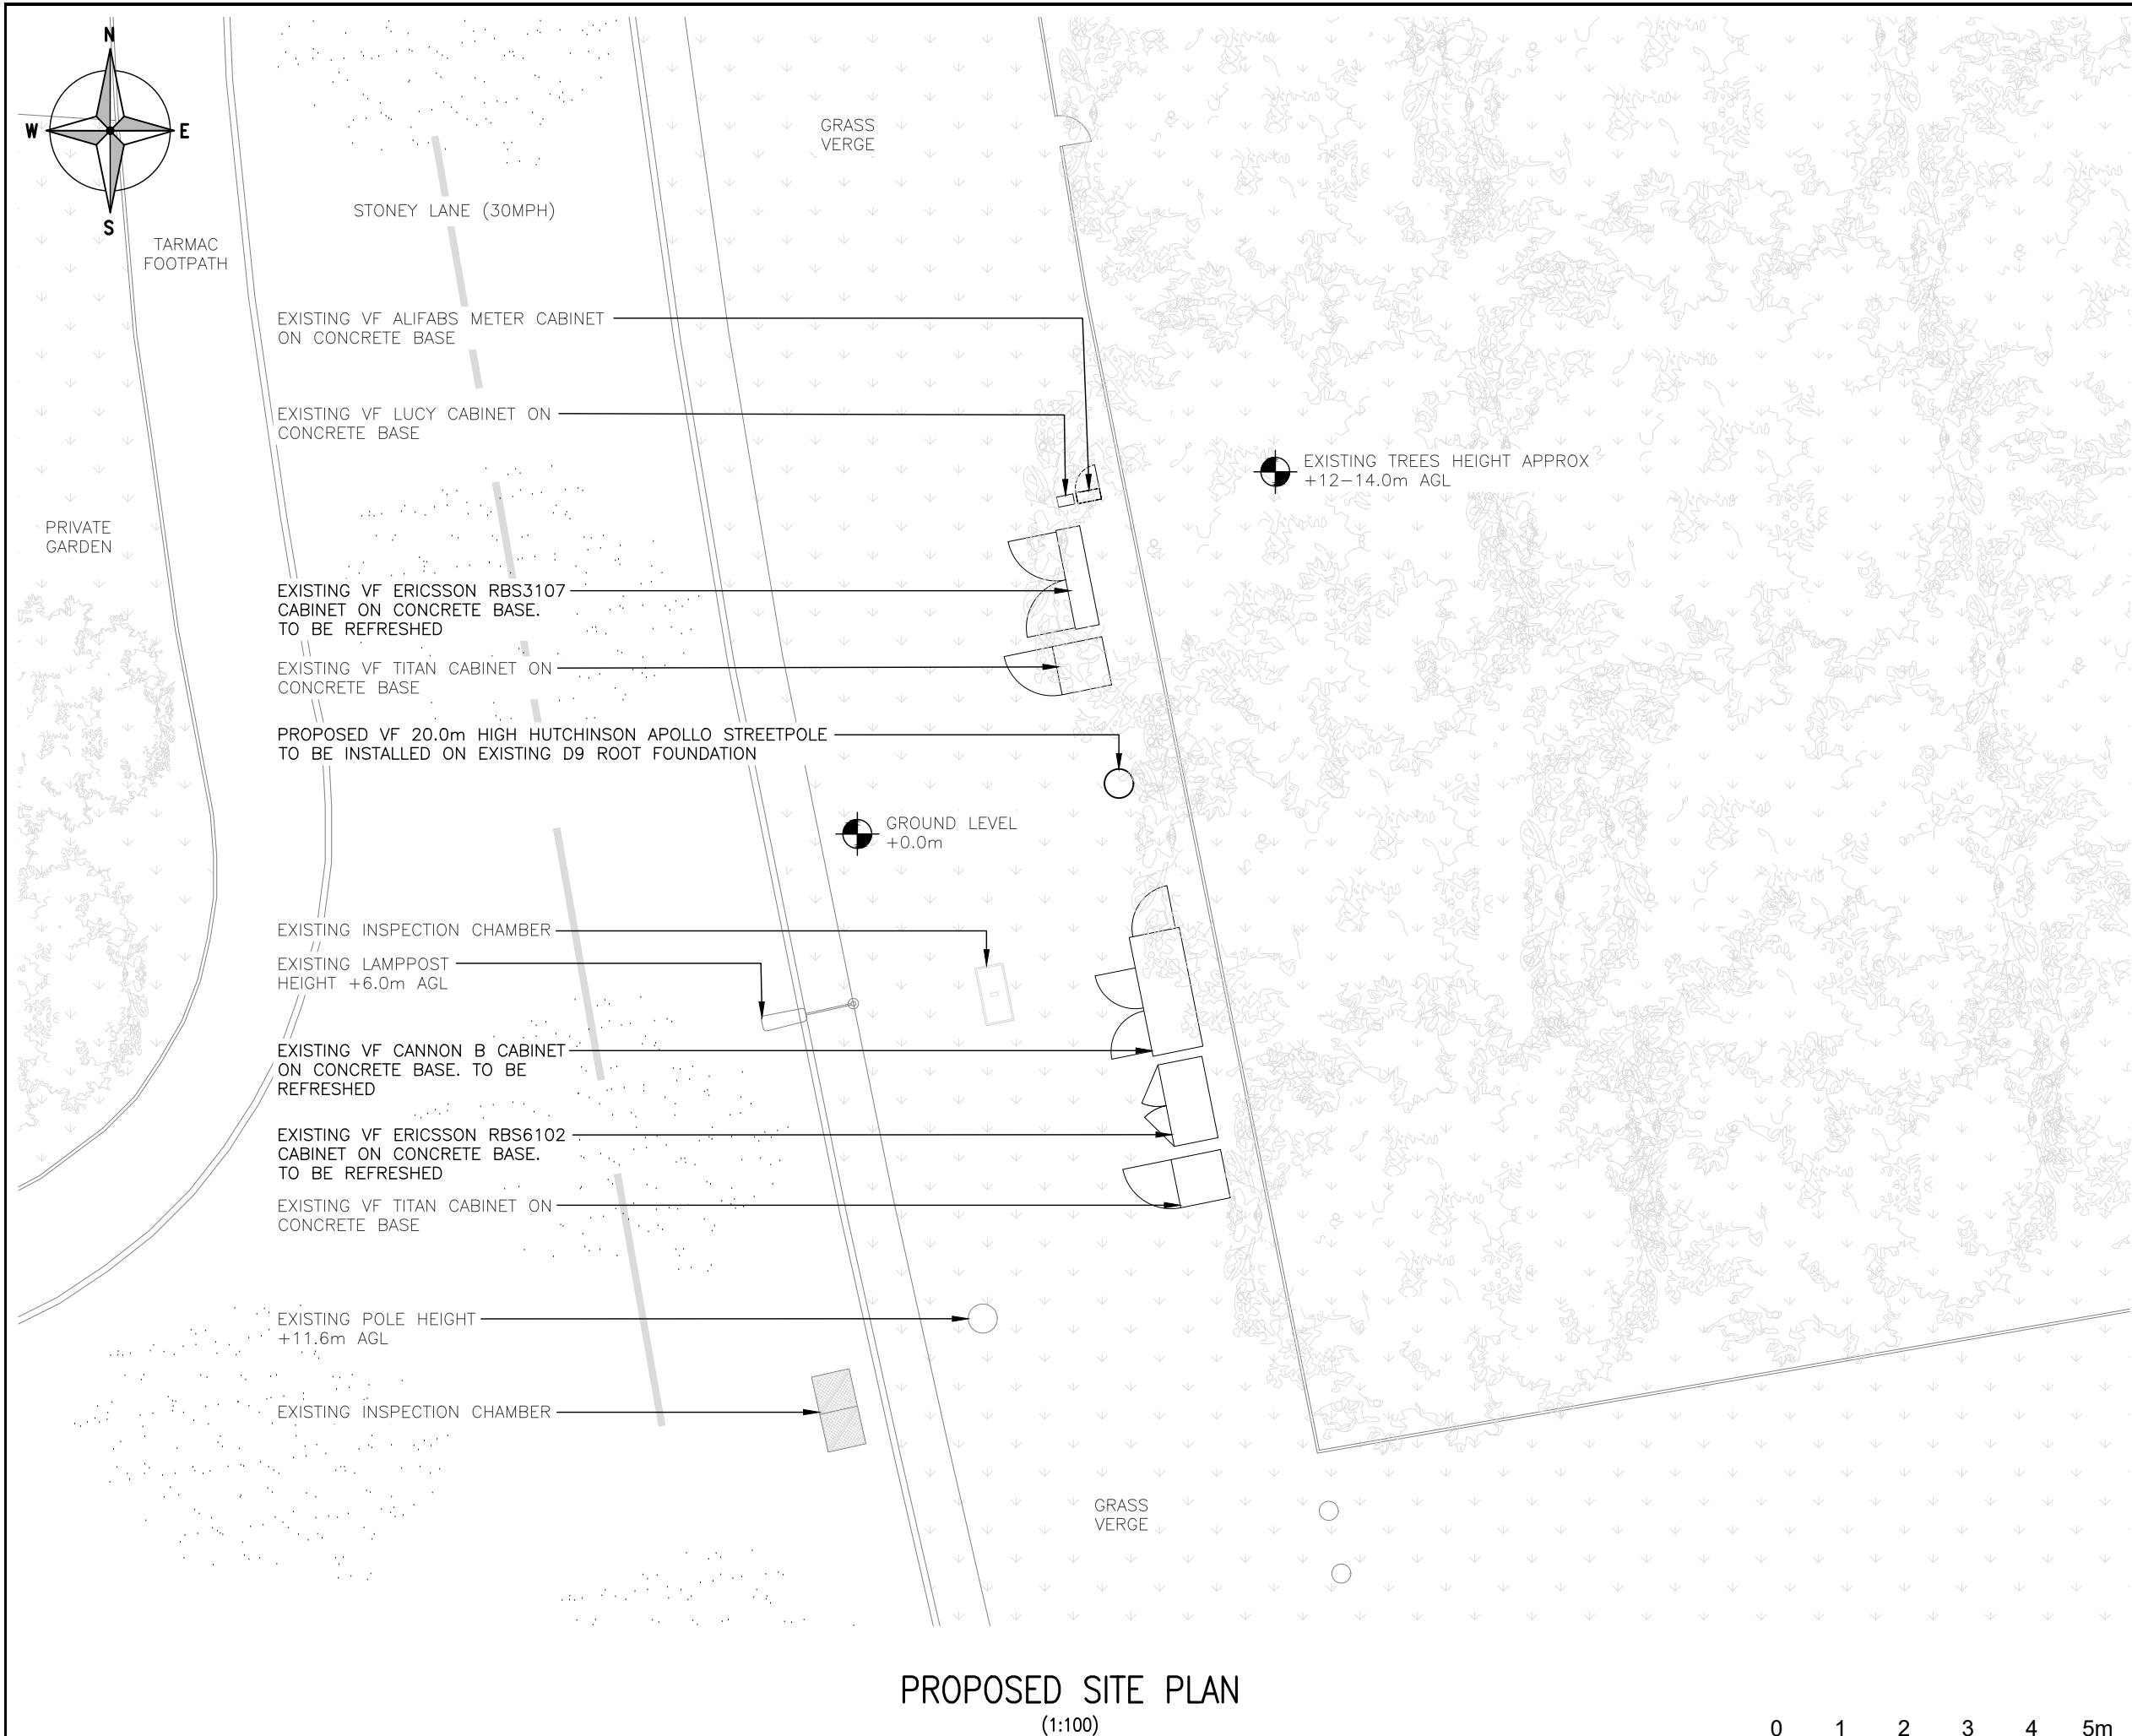 N
W
E
S
GRASS
VERGE
STONEY LANE (30MPH)
TARMAC
FOOTPATH
EXISTING VF ALIFABS METER CABINET
ON CONCRETE BASE
EXISTING VF LUCY CABINET ON
CONCRETE BASE
EXISTING TREES HEIGHT APPROX
+12-14.0m AGL
PRIVATE
GARDEN
EXISTING VF ERICSSON RBS3107
CABINET ON CONCRETE BASE.
TO BE REFRESHED
EXISTING VF TITAN CABINET ON
CONCRETE BASE
PROPOSED VF 20.0m HIGH HUTCHINSON APOLLO STREETPOLE
TO BE INSTALLED ON EXISTING D9 ROOT FOUNDATION
GROUND LEVEL
+0.0m
EXISTING INSPECTION CHAMBER
EXISTING LAMPPOST
HEIGHT +6.0m AGL
EXISTING VF CANNON B CABINET
ON CONCRETE BASE. TO BE
REFRESHED
EXISTING VF ERICSSON RBS6102
CABINET ON CONCRETE BASE.
TO BE REFRESHED
EXISTING VF TITAN CABINET ON
CONCRETE BASE
EXISTING POLE HEIGHT
+11.6m AGL
EXISTING INSPECTION CHAMBER
GRASS
VERGE
PROPOSED SITE PLAN
(1:100)
0 1 2 3 4 5m